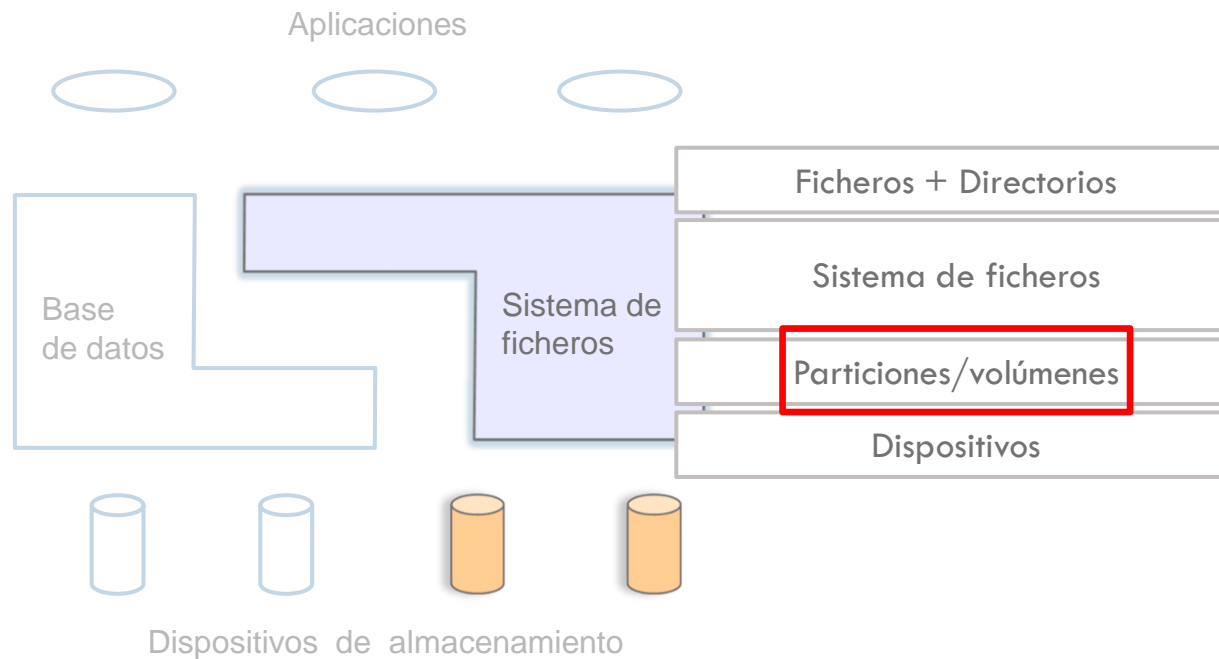 Aplicaciones
Ficheros + Directorios
Sistema de ficheros
Base
de datos
Sistema de
ficheros
Particiones/volúmenes
Dispositivos
Dispositivos de almacenamiento